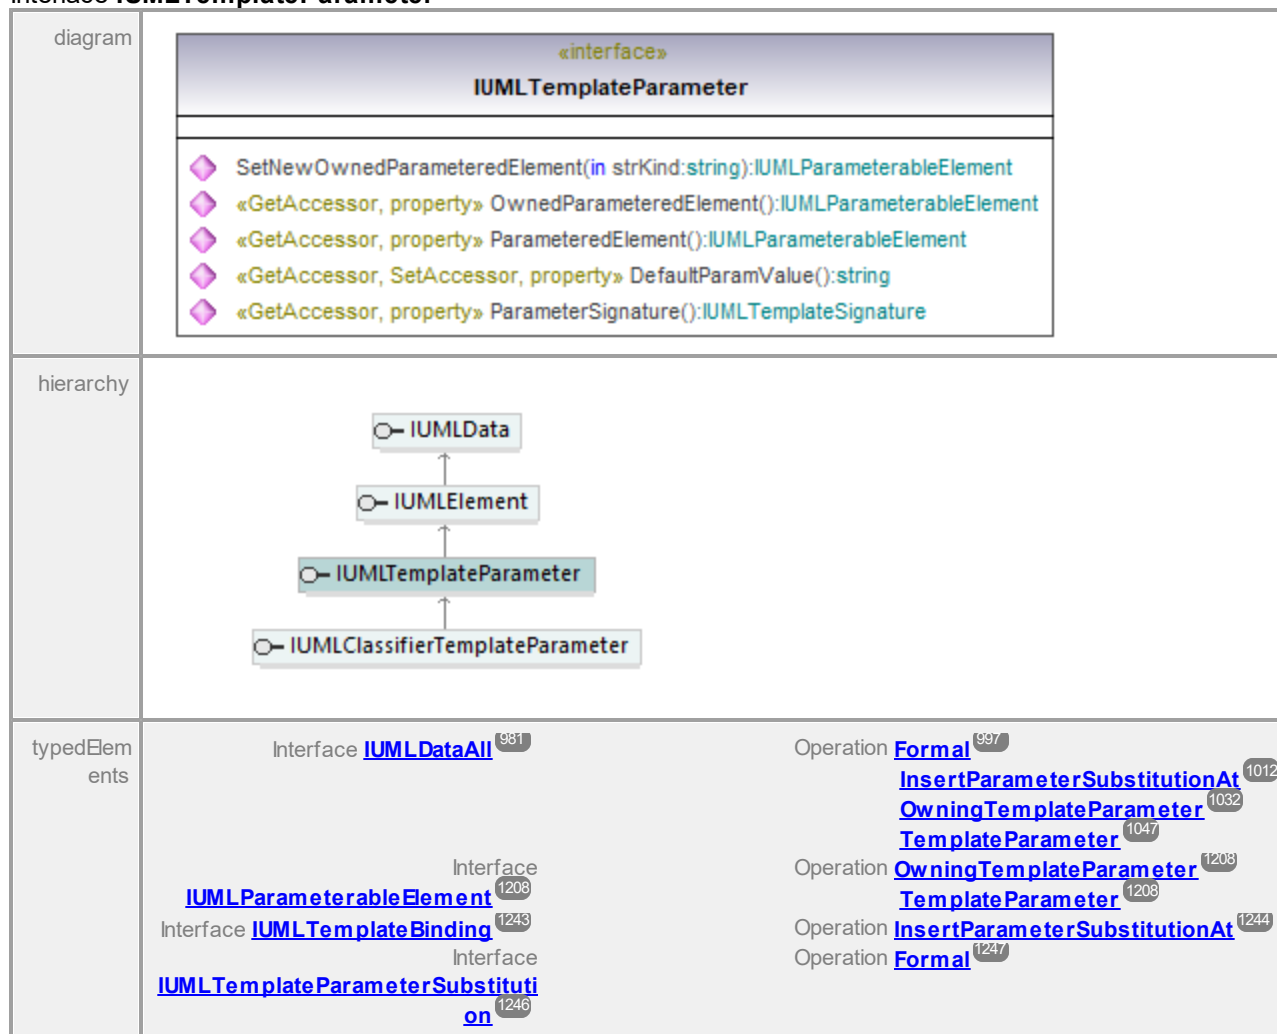 interface IUMLTemplateParameter
diagram
«interface»
IUMLTemplateParameter
SetNewOwnedParameteredElement(in strKind:string):IUMLParameterableElement
«GetAccessor, property» OwnedParameteredElement():IUMLParameterableElement
«GetAccessor, property» ParameteredElement():IUMLParameterableElement
«GetAccessor, SetAccessor, property» DefaultParamValue():string
«GetAccessor, property» ParameterSignature():IUMLTemplateSignature
hierarchy
IUMLData
IUMLElement
IUMLTemplateParameter
IUMLClassifierTemplateParameter
typedElem
ents
Interface IUMLDataAll 981
Operation Formal 997
InsertParameterSubstitutionAt 1012
OwningTemplateParameter 1032
TemplateParameter 1047
Interface
IUMLParameterableElement 1208
Operation OwningTemplateParameter 1208
TemplateParameter 1208
Interface IUMLTemplateBinding 1243
Operation InsertParameterSubstitutionAt 1244
Interface
IUMLTemplateParameterSubstituti
on 1246
Operation Formal 1247